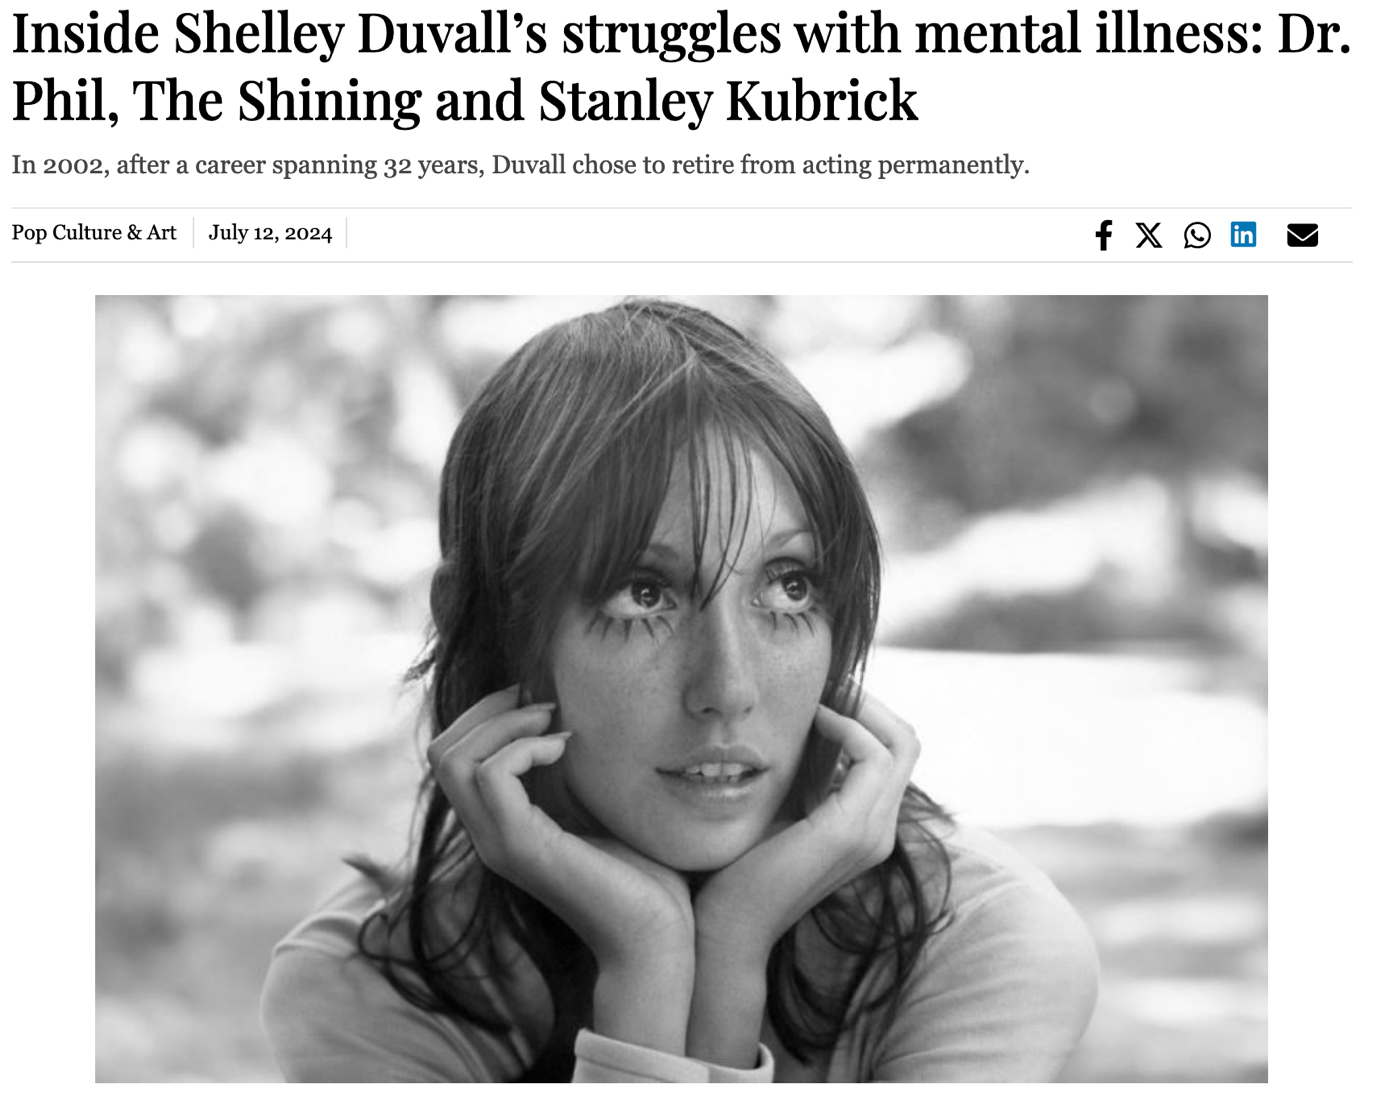 Inside Shelley Duvall’s struggles with mental illness: Dr.
Phil, The Shining and Stanley Kubrick
In 2002, after a career spanning 32 years, Duvall chose to retire from acting permanently.
Pop Culture & Art July 12, 2024